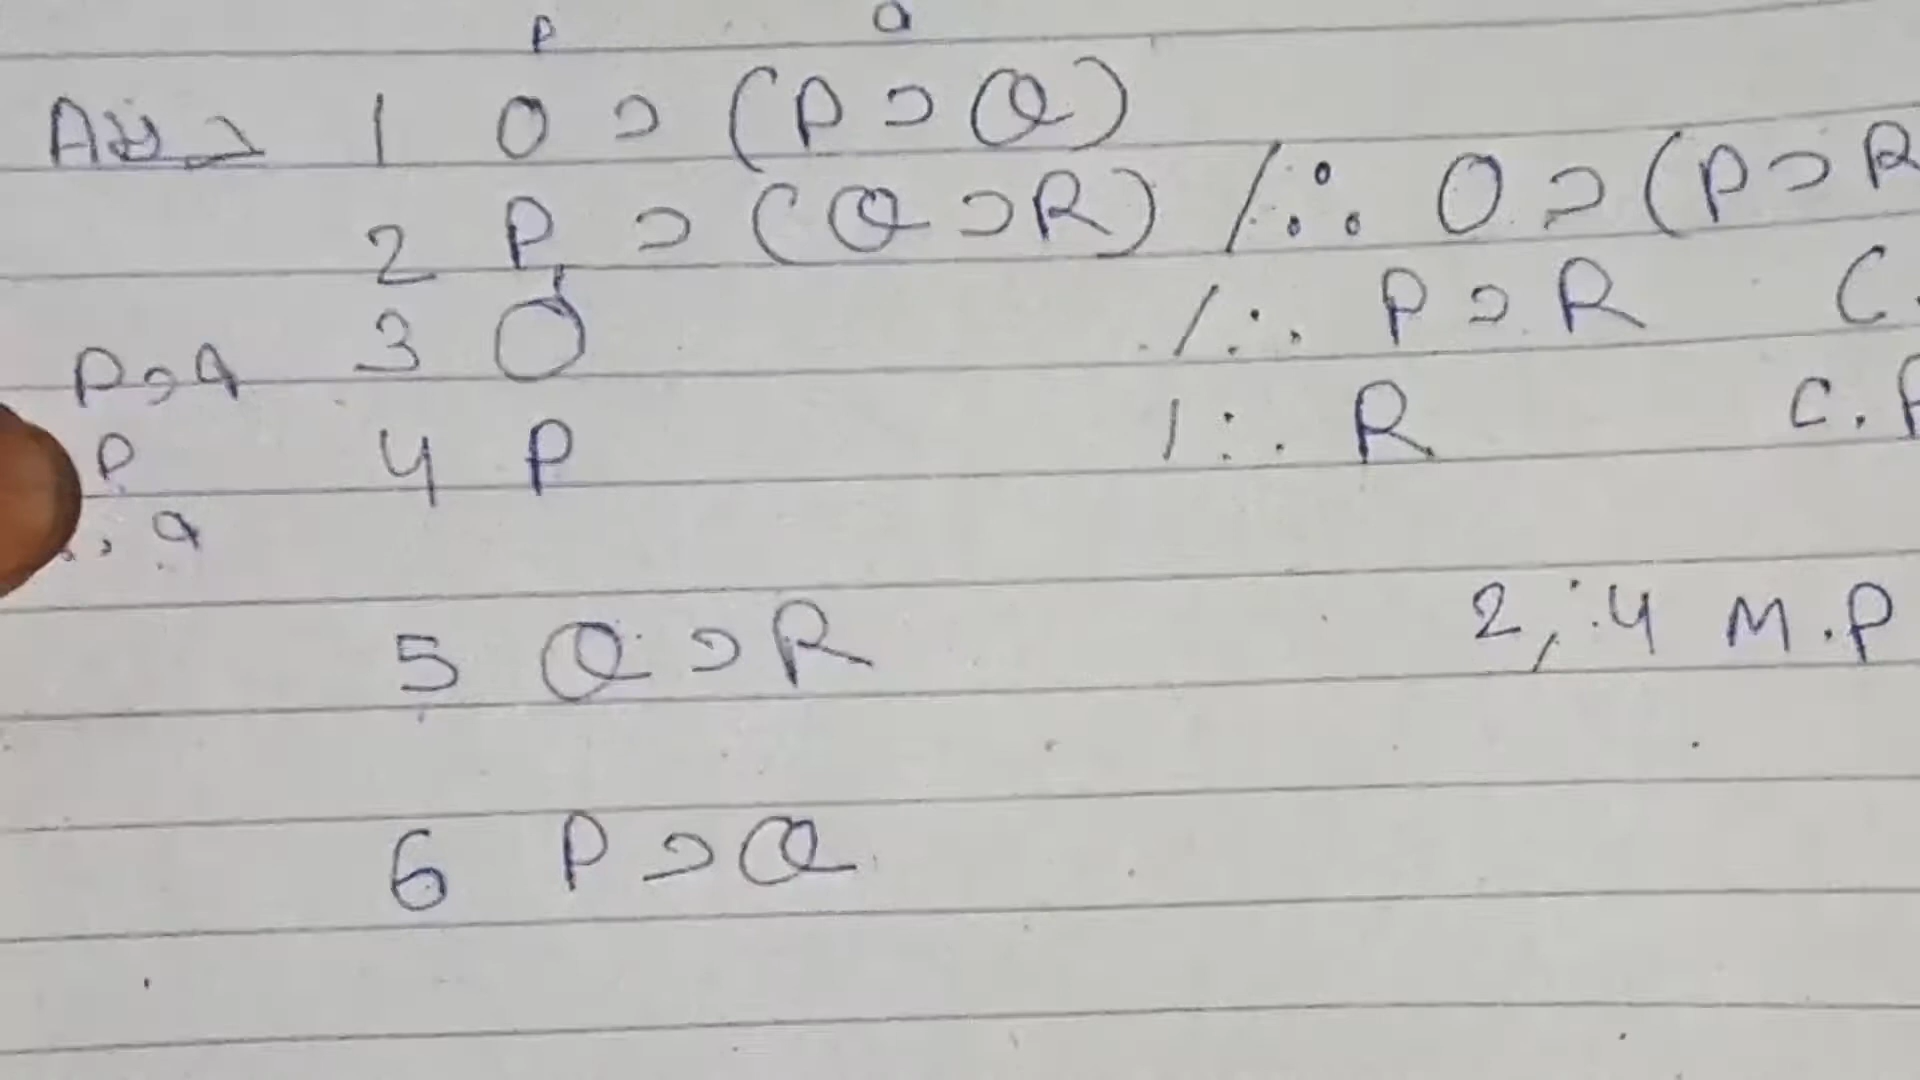 P Q
Ans 1 O ⊃ (P ⊃ Q)
2 P ⊃ (Q ⊃ R) /∴ O ⊃ (P ⊃ R
P ⊃ q 3 O /∴ P ⊃ R C.
P 4 P /∴ R C.P
∴ q
5 Q ⊃ R 2, 4 M.P
6 P ⊃ Q